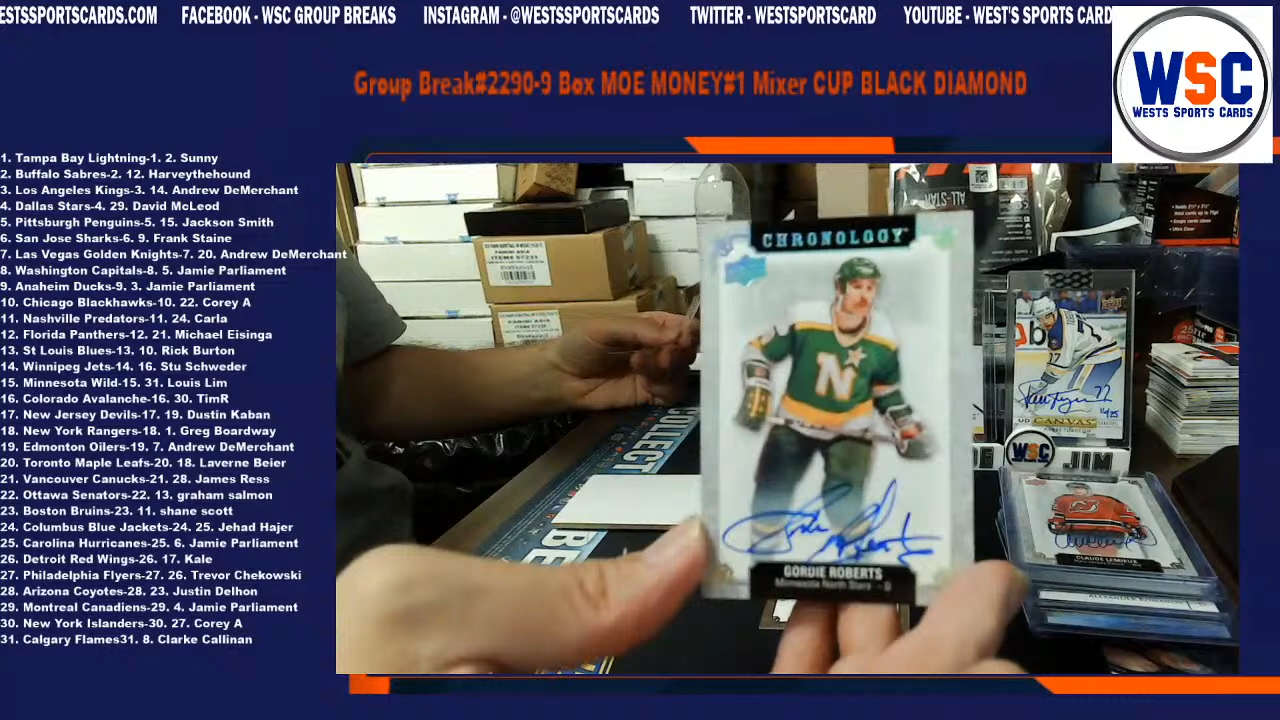 ESTSSPORTSCARDS.COM FACEBOOK - WSC GROUP BREAKS INSTAGRAM - @WESTSSPORTSCARDS TWITTER - WESTSPORTSCARD YOUTUBE - WEST'S SPORTS CARD
WSC
WESTS SPORTS CARDS
Group Break#2290-9 Box MOE MONEY#1 Mixer CUP BLACK DIAMOND
1. Tampa Bay Lightning-1. 2. Sunny
2. Buffalo Sabres-2. 12. Harveythehound
3. Los Angeles Kings-3. 14. Andrew DeMerchant
4. Dallas Stars-4. 29. David McLeod
5. Pittsburgh Penguins-5. 15. Jackson Smith
6. San Jose Sharks-6. 9. Frank Staine
7. Las Vegas Golden Knights-7. 20. Andrew DeMerchant
8. Washington Capitals-8. 5. Jamie Parliament
9. Anaheim Ducks-9. 3. Jamie Parliament
10. Chicago Blackhawks-10. 22. Corey A
11. Nashville Predators-11. 24. Carla
12. Florida Panthers-12. 21. Michael Eisinga
13. St Louis Blues-13. 10. Rick Burton
14. Winnipeg Jets-14. 16. Stu Schweder
15. Minnesota Wild-15. 31. Louis Lim
16. Colorado Avalanche-16. 30. TimR
17. New Jersey Devils-17. 19. Dustin Kaban
18. New York Rangers-18. 1. Greg Boardway
19. Edmonton Oilers-19. 7. Andrew DeMerchant
20. Toronto Maple Leafs-20. 18. Laverne Beier
21. Vancouver Canucks-21. 28. James Ress
22. Ottawa Senators-22. 13. graham salmon
23. Boston Bruins-23. 11. shane scott
24. Columbus Blue Jackets-24. 25. Jehad Hajer
25. Carolina Hurricanes-25. 6. Jamie Parliament
26. Detroit Red Wings-26. 17. Kale
27. Philadelphia Flyers-27. 26. Trevor Chekowski
28. Arizona Coyotes-28. 23. Justin Delhon
29. Montreal Canadiens-29. 4. Jamie Parliament
30. New York Islanders-30. 27. Corey A
31. Calgary Flames31. 8. Clarke Callinan
CHRONOLOGY
N
GORDIE ROBERTS
Minnesota North Stars - D
ALL-STAR
ITEM# 97231
COLLECT
UD CANVAS
WSC
JIM
CLAUDE LEMIEUX